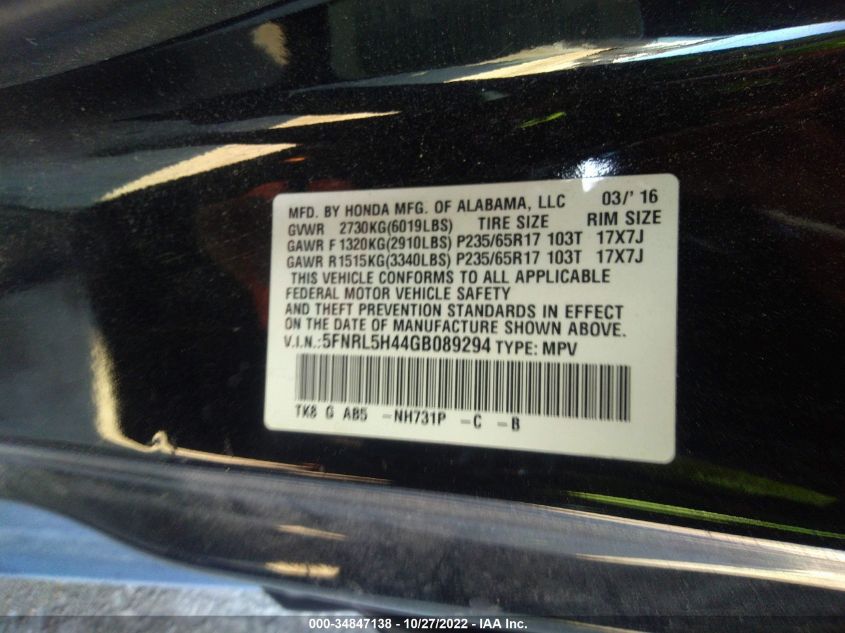 MFD. BY HONDA MFG. OF ALABAMA, LLC 03/' 16
GVWR 2730KG(6019LBS) TIRE SIZE RIM SIZE
GAWR F1320KG(2910LBS) P235/65R17 103T 17X7J
GAWR R1515KG(3340LBS) P235/65R17 103T 17X7J
THIS VEHICLE CONFORMS TO ALL APPLICABLE
FEDERAL MOTOR VEHICLE SAFETY
AND THEFT PREVENTION STANDARDS IN EFFECT
ON THE DATE OF MANUFACTURE SHOWN ABOVE.
V.I.N.:5FNRL5H44GB089294 TYPE: MPV
TK8 G AB5 -NH731P -C -B
000-34847138 - 10/27/2022 - IAA Inc.